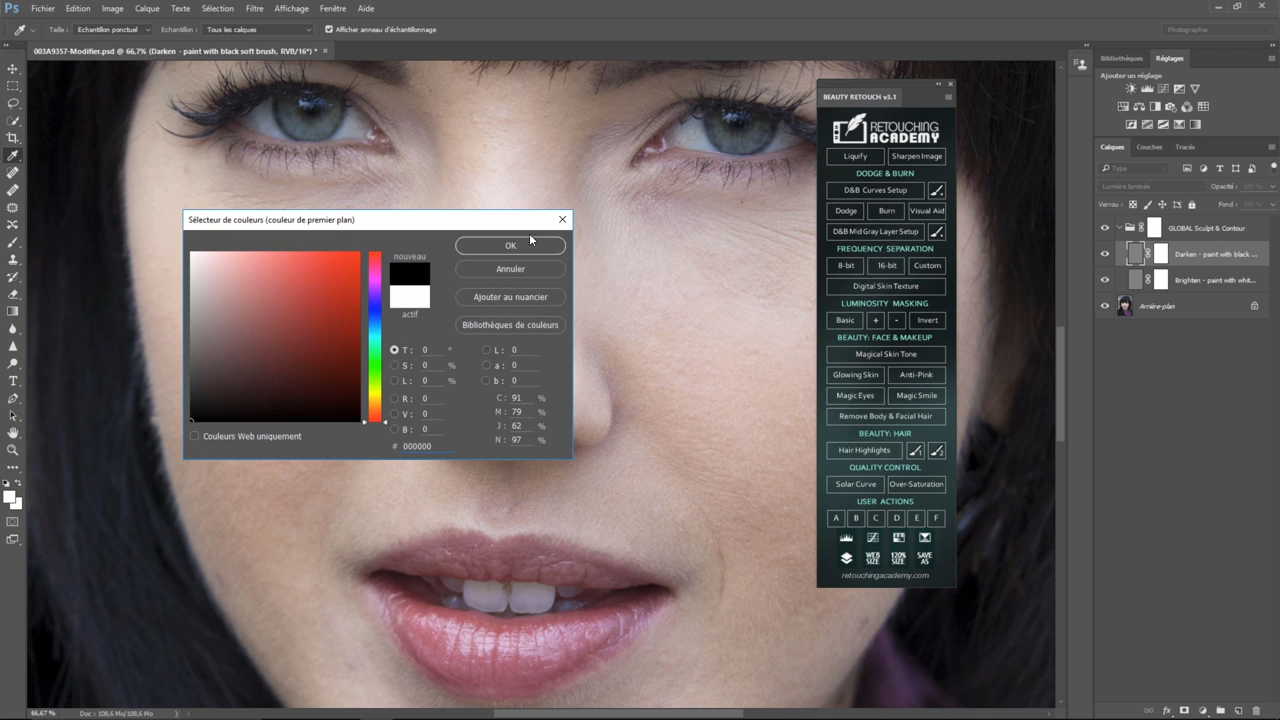 Ps Fichier Edition Image Calque Texte Sélection Filtre Affichage Fenêtre Aide
Taille : Echantillon ponctuel Echantillon : Tous les calques Afficher anneau d'échantillonnage Photographie
003A9357-Modifier.psd @ 66,7% (Darken - paint with black soft brush, RVB/16*) * ×
Bibliothèques Réglages
Ajouter un réglage
Calques Couches Tracés
Type
Lumière tamisée Opacité : 100 %
Verrou : Fond : 100 %
GLOBAL Sculpt & Contour
Darken - paint with black ...
Brighten - paint with whit...
Arrière-plan
BEAUTY RETOUCH v3.1
RETOUCHING
ACADEMY
Liquify Sharpen Image
DODGE & BURN
D&B Curves Setup
Dodge Burn Visual Aid
D&B Mid Gray Layer Setup
FREQUENCY SEPARATION
8-bit 16-bit Custom
Digital Skin Texture
LUMINOSITY MASKING
Basic + - Invert
BEAUTY: FACE & MAKEUP
Magical Skin Tone
Glowing Skin Anti-Pink
Magic Eyes Magic Smile
Remove Body & Facial Hair
BEAUTY: HAIR
Hair Highlights 1 2
QUALITY CONTROL
Solar Curve Over-Saturation
USER ACTIONS
A B C D E F
WEB SIZE 120% SIZE SAVE AS
retouchingacademy.com
Sélecteur de couleurs (couleur de premier plan)
nouveau
actif
OK
Annuler
Ajouter au nuancier
Bibliothèques de couleurs
T : 0 ° L : 0
S : 0 % a : 0
L : 0 % b : 0
R : 0 C : 91 %
V : 0 M : 79 %
B : 0 J : 62 %
# 000000 N : 97 %
Couleurs Web uniquement
66,67 % Doc : 108,6 Mo/108,6 Mo